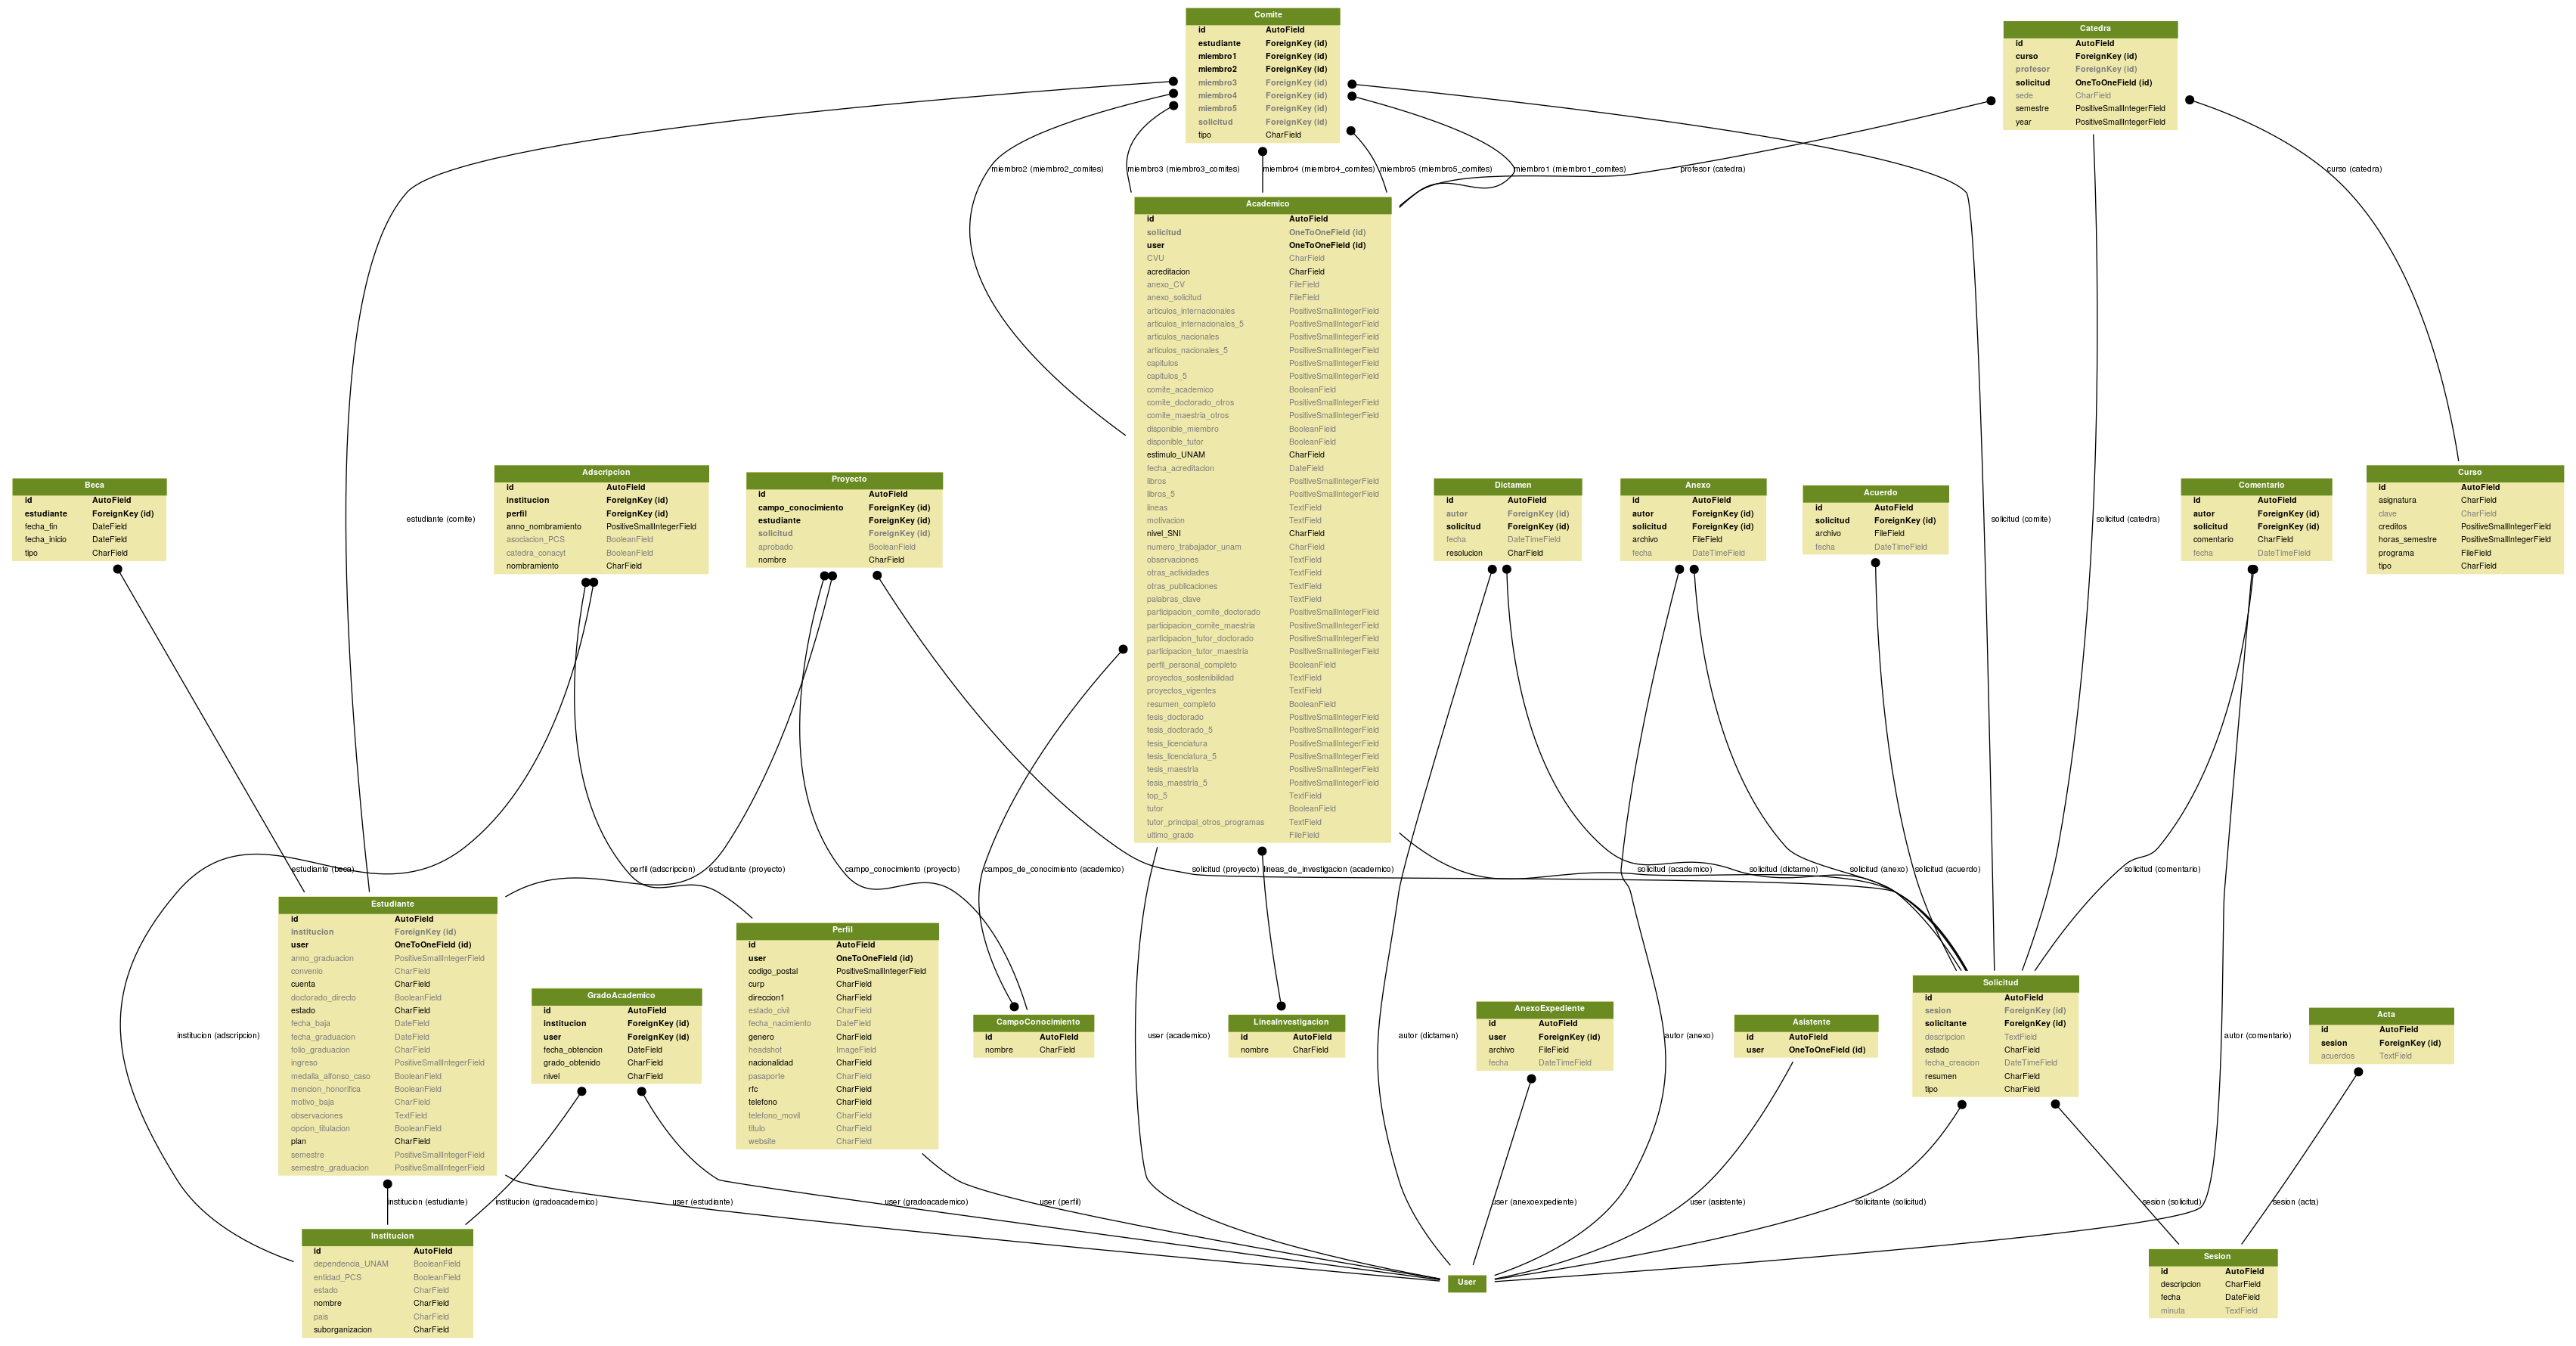 Comite
id AutoField
estudiante ForeignKey (id)
miembro1 ForeignKey (id)
miembro2 ForeignKey (id)
miembro3 ForeignKey (id)
miembro4 ForeignKey (id)
miembro5 ForeignKey (id)
solicitud ForeignKey (id)
tipo CharField
Catedra
id AutoField
curso ForeignKey (id)
profesor ForeignKey (id)
solicitud OneToOneField (id)
sede CharField
semestre PositiveSmallIntegerField
year PositiveSmallIntegerField
miembro2 (miembro2_comites)
miembro3 (miembro3_comites)
miembro4 (miembro4_comites)
miembro5 (miembro5_comites)
miembro1 (miembro1_comites)
profesor (catedra)
curso (catedra)
Academico
id AutoField
solicitud OneToOneField (id)
user OneToOneField (id)
CVU CharField
acreditacion CharField
anexo_CV FileField
anexo_solicitud FileField
articulos_internacionales PositiveSmallIntegerField
articulos_internacionales_5 PositiveSmallIntegerField
articulos_nacionales PositiveSmallIntegerField
articulos_nacionales_5 PositiveSmallIntegerField
capitulos PositiveSmallIntegerField
capitulos_5 PositiveSmallIntegerField
comite_academico BooleanField
comite_doctorado_otros PositiveSmallIntegerField
comite_maestria_otros PositiveSmallIntegerField
disponible_miembro BooleanField
disponible_tutor BooleanField
estimulo_UNAM CharField
fecha_acreditacion DateField
libros PositiveSmallIntegerField
libros_5 PositiveSmallIntegerField
lineas TextField
motivacion TextField
nivel_SNI CharField
numero_trabajador_unam CharField
observaciones TextField
otras_actividades TextField
otras_publicaciones TextField
palabras_clave TextField
participacion_comite_doctorado PositiveSmallIntegerField
participacion_comite_maestria PositiveSmallIntegerField
participacion_tutor_doctorado PositiveSmallIntegerField
participacion_tutor_maestria PositiveSmallIntegerField
perfil_personal_completo BooleanField
proyectos_sostenibilidad TextField
proyectos_vigentes TextField
resumen_completo BooleanField
tesis_doctorado PositiveSmallIntegerField
tesis_doctorado_5 PositiveSmallIntegerField
tesis_licenciatura PositiveSmallIntegerField
tesis_licenciatura_5 PositiveSmallIntegerField
tesis_maestria PositiveSmallIntegerField
tesis_maestria_5 PositiveSmallIntegerField
top_5 TextField
tutor BooleanField
tutor_principal_otros_programas TextField
ultimo_grado FileField
Beca
id AutoField
estudiante ForeignKey (id)
fecha_fin DateField
fecha_inicio DateField
tipo CharField
estudiante (comite)
Adscripcion
id AutoField
institucion ForeignKey (id)
perfil ForeignKey (id)
anno_nombramiento PositiveSmallIntegerField
asociacion_PCS BooleanField
catedra_conacyt BooleanField
nombramiento CharField
Proyecto
id AutoField
campo_conocimiento ForeignKey (id)
estudiante ForeignKey (id)
solicitud ForeignKey (id)
aprobado BooleanField
nombre CharField
Dictamen
id AutoField
autor ForeignKey (id)
solicitud ForeignKey (id)
fecha DateTimeField
resolucion CharField
Anexo
id AutoField
autor ForeignKey (id)
solicitud ForeignKey (id)
archivo FileField
fecha DateTimeField
Acuerdo
id AutoField
solicitud ForeignKey (id)
archivo FileField
fecha DateTimeField
solicitud (comite)
solicitud (catedra)
Comentario
id AutoField
autor ForeignKey (id)
solicitud ForeignKey (id)
comentario CharField
fecha DateTimeField
Curso
id AutoField
asignatura CharField
clave CharField
creditos PositiveSmallIntegerField
horas_semestre PositiveSmallIntegerField
programa FileField
tipo CharField
estudiante (beca)
perfil (adscripcion)
estudiante (proyecto)
campo_conocimiento (proyecto)
campos_de_conocimiento (academico)
solicitud (proyecto)
lineas_de_investigacion (academico)
solicitud (academico)
solicitud (dictamen)
solicitud (anexo)
solicitud (acuerdo)
solicitud (comentario)
Estudiante
id AutoField
institucion ForeignKey (id)
user OneToOneField (id)
anno_graduacion PositiveSmallIntegerField
convenio CharField
cuenta CharField
doctorado_directo BooleanField
estado CharField
fecha_baja DateField
fecha_graduacion DateField
folio_graduacion CharField
ingreso PositiveSmallIntegerField
medalla_alfonso_caso BooleanField
mencion_honorifica BooleanField
motivo_baja CharField
observaciones TextField
opcion_titulacion BooleanField
plan CharField
semestre PositiveSmallIntegerField
semestre_graduacion PositiveSmallIntegerField
GradoAcademico
id AutoField
institucion ForeignKey (id)
user ForeignKey (id)
fecha_obtencion DateField
grado_obtenido CharField
nivel CharField
Perfil
id AutoField
user OneToOneField (id)
codigo_postal PositiveSmallIntegerField
curp CharField
direccion1 CharField
estado_civil CharField
fecha_nacimiento DateField
genero CharField
headshot ImageField
nacionalidad CharField
pasaporte CharField
rfc CharField
telefono CharField
telefono_movil CharField
titulo CharField
website CharField
CampoConocimiento
id AutoField
nombre CharField
LineaInvestigacion
id AutoField
nombre CharField
AnexoExpediente
id AutoField
user ForeignKey (id)
archivo FileField
fecha DateTimeField
Asistente
id AutoField
user OneToOneField (id)
Solicitud
id AutoField
sesion ForeignKey (id)
solicitante ForeignKey (id)
descripcion TextField
estado CharField
fecha_creacion DateTimeField
resumen CharField
tipo CharField
Acta
id AutoField
sesion ForeignKey (id)
acuerdos TextField
institucion (adscripcion)
user (academico)
autor (dictamen)
autor (anexo)
autor (comentario)
institucion (estudiante)
institucion (gradoacademico)
user (estudiante)
user (gradoacademico)
user (perfil)
user (anexoexpediente)
user (asistente)
solicitante (solicitud)
sesion (solicitud)
sesion (acta)
Institucion
id AutoField
dependencia_UNAM BooleanField
entidad_PCS BooleanField
estado CharField
nombre CharField
pais CharField
suborganizacion CharField
User
Sesion
id AutoField
descripcion CharField
fecha DateField
minuta TextField